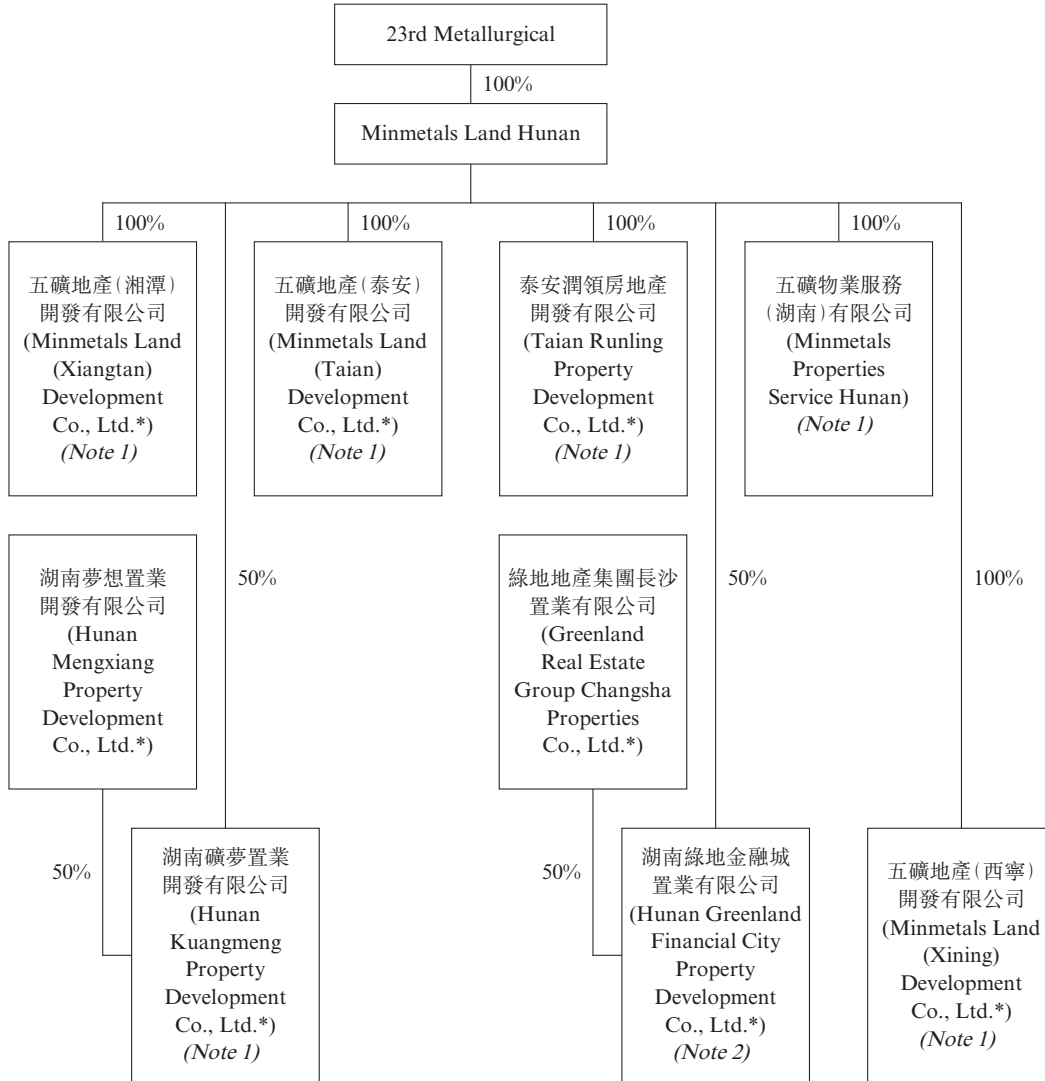 23rd Metallurgical
100%
Minmetals Land Hunan
100%
100%
100%
100%
五礦地產(湘潭)
開發有限公司
(Minmetals Land
(Xiangtan)
Development
Co., Ltd.*)
(Note 1)
五礦地產(泰安)
開發有限公司
(Minmetals Land
(Taian)
Development
Co., Ltd.*)
(Note 1)
泰安潤領房地產
開發有限公司
(Taian Runling
Property
Development
Co., Ltd.*)
(Note 1)
五礦物業服務
(湖南)有限公司
(Minmetals
Properties
Service Hunan)
(Note 1)
湖南夢想置業
開發有限公司
(Hunan
Mengxiang
Property
Development
Co., Ltd.*)
50%
綠地地產集團長沙
置業有限公司
(Greenland
Real Estate
Group Changsha
Properties
Co., Ltd.*)
50%
100%
50%
湖南礦夢置業
開發有限公司
(Hunan
Kuangmeng
Property
Development
Co., Ltd.*)
(Note 1)
50%
湖南綠地金融城
置業有限公司
(Hunan Greenland
Financial City
Property
Development
Co., Ltd.*)
(Note 2)
五礦地產(西寧)
開發有限公司
(Minmetals Land
(Xining)
Development
Co., Ltd.*)
(Note 1)